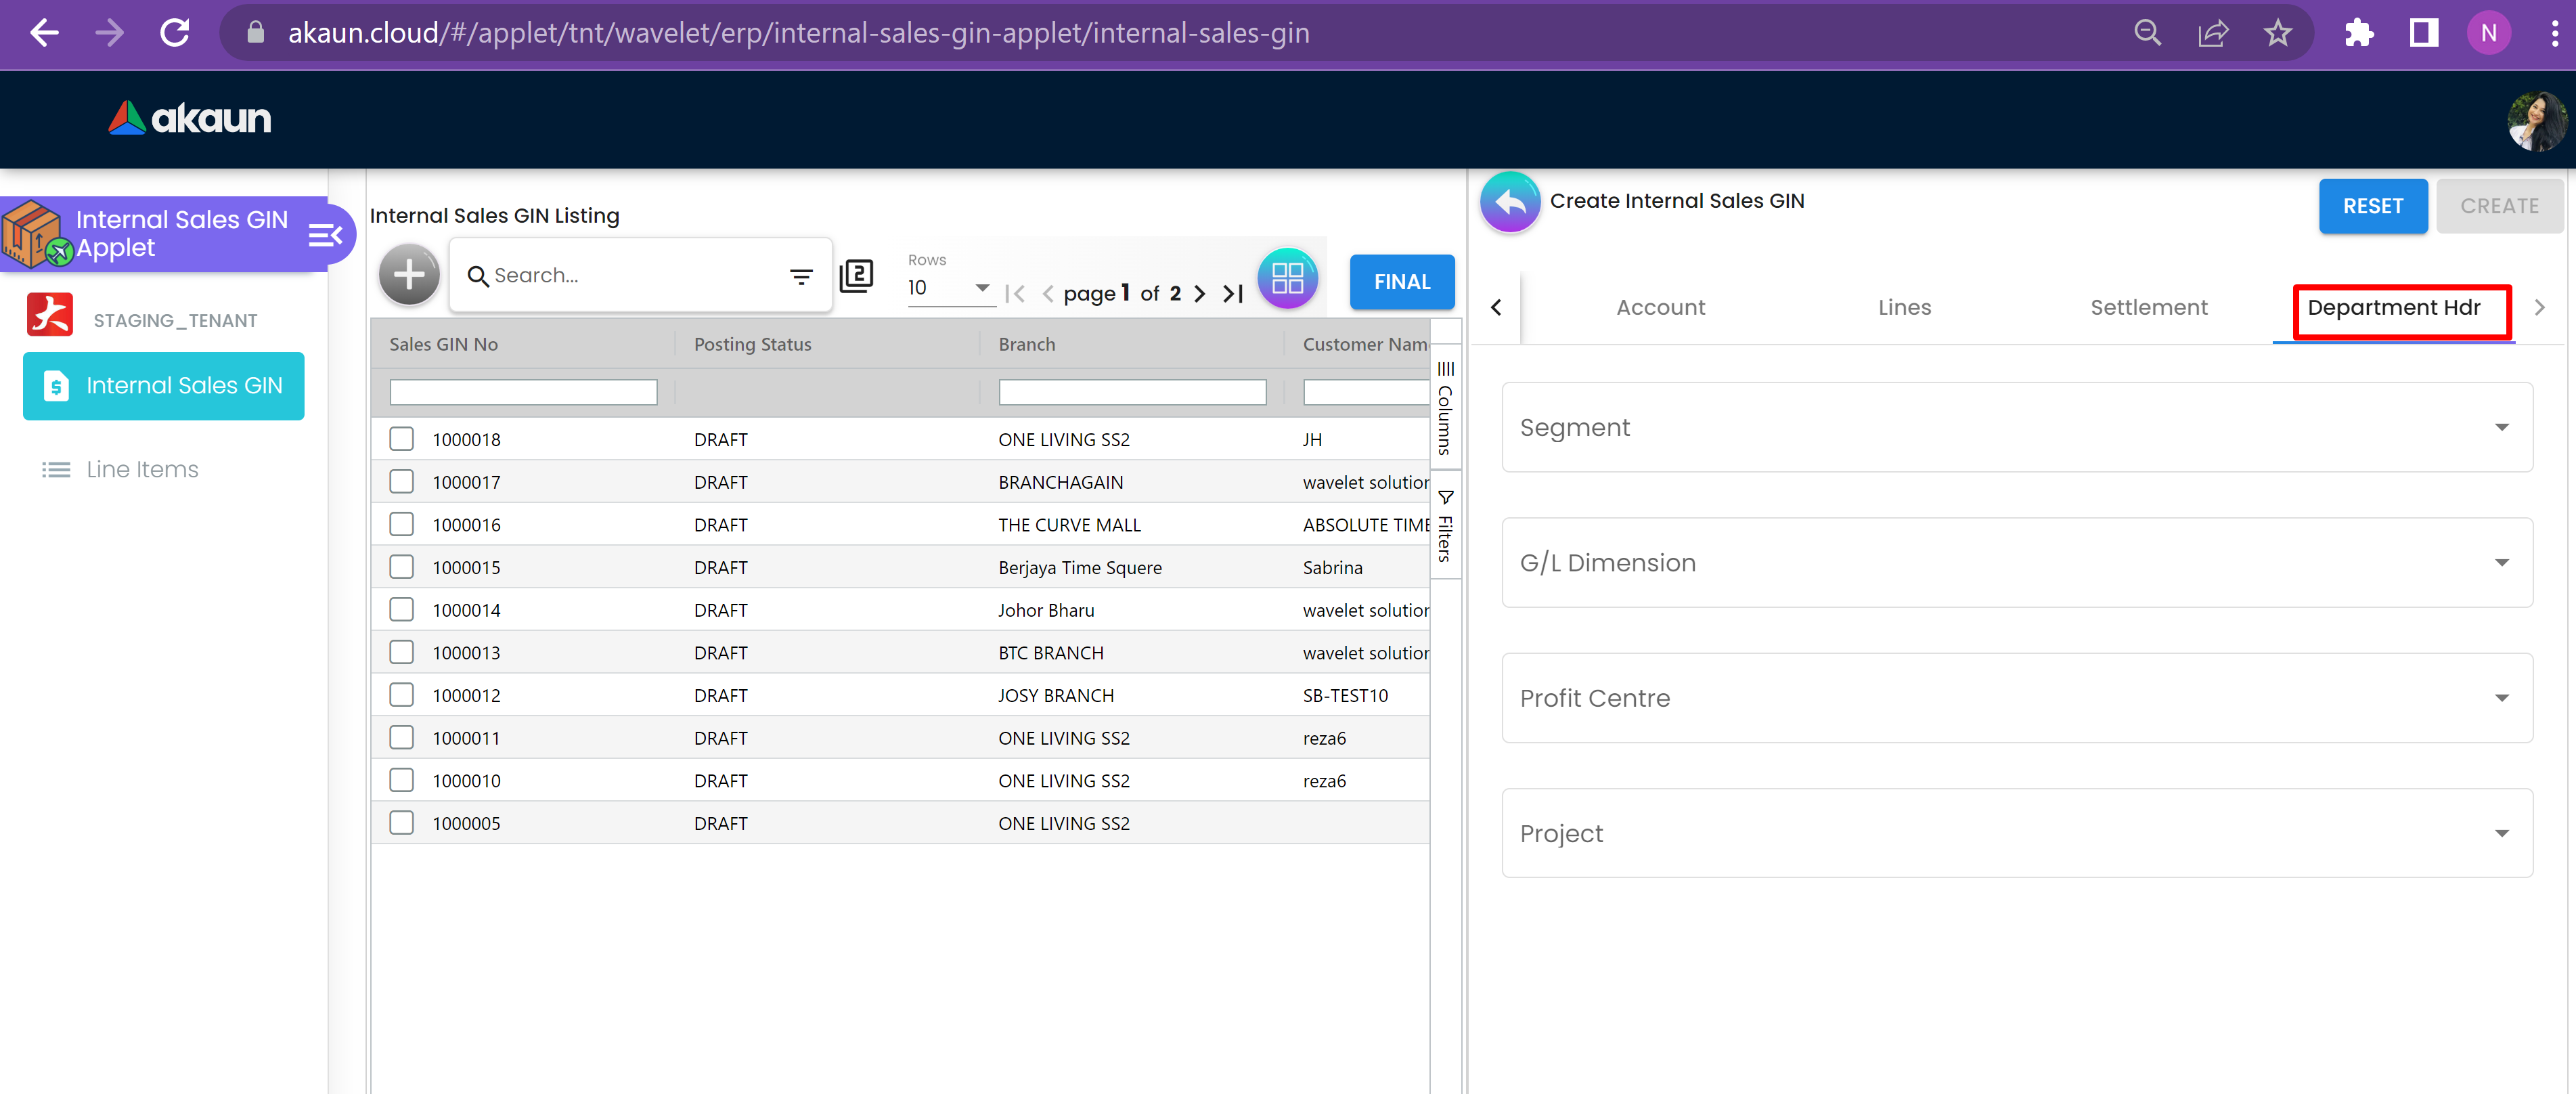 akaun.cloud/#/applet/tnt/wavelet/erp/internal-sales-gin-applet/internal-sales-gin
N
akaun
Internal Sales GIN
Applet
STAGING_TENANT
Internal Sales GIN
Line Items
Internal Sales GIN Listing
Search...
2
Rows
10
page 1 of 2
FINAL
Sales GIN No Posting Status Branch Customer Nam
1000018 DRAFT ONE LIVING SS2 JH
1000017 DRAFT BRANCHAGAIN wavelet solution
1000016 DRAFT THE CURVE MALL ABSOLUTE TIME
1000015 DRAFT Berjaya Time Squere Sabrina
1000014 DRAFT Johor Bharu wavelet solution
1000013 DRAFT BTC BRANCH wavelet solution
1000012 DRAFT JOSY BRANCH SB-TEST10
1000011 DRAFT ONE LIVING SS2 reza6
1000010 DRAFT ONE LIVING SS2 reza6
1000005 DRAFT ONE LIVING SS2
Columns
Filters
Create Internal Sales GIN
RESET
CREATE
Account Lines Settlement Department Hdr
Segment
G/L Dimension
Profit Centre
Project